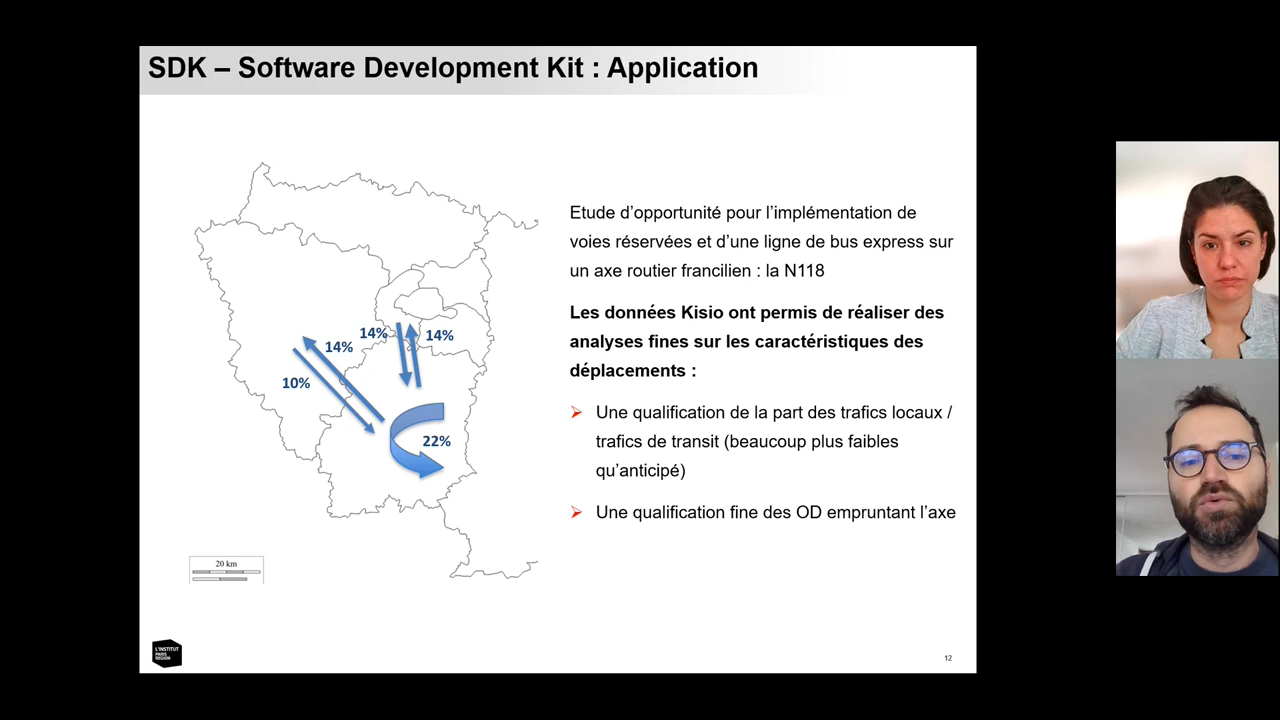 SDK – Software Development Kit : Application
Etude d’opportunité pour l’implémentation de
voies réservées et d’une ligne de bus express sur
un axe routier francilien : la N118
Les données Kisio ont permis de réaliser des
analyses fines sur les caractéristiques des
déplacements :
Une qualification de la part des trafics locaux /
trafics de transit (beaucoup plus faibles
qu’anticipé)
Une qualification fine des OD empruntant l’axe
14%
14%
14%
10%
22%
20 km
L'INSTITUT
PARIS
REGION
12